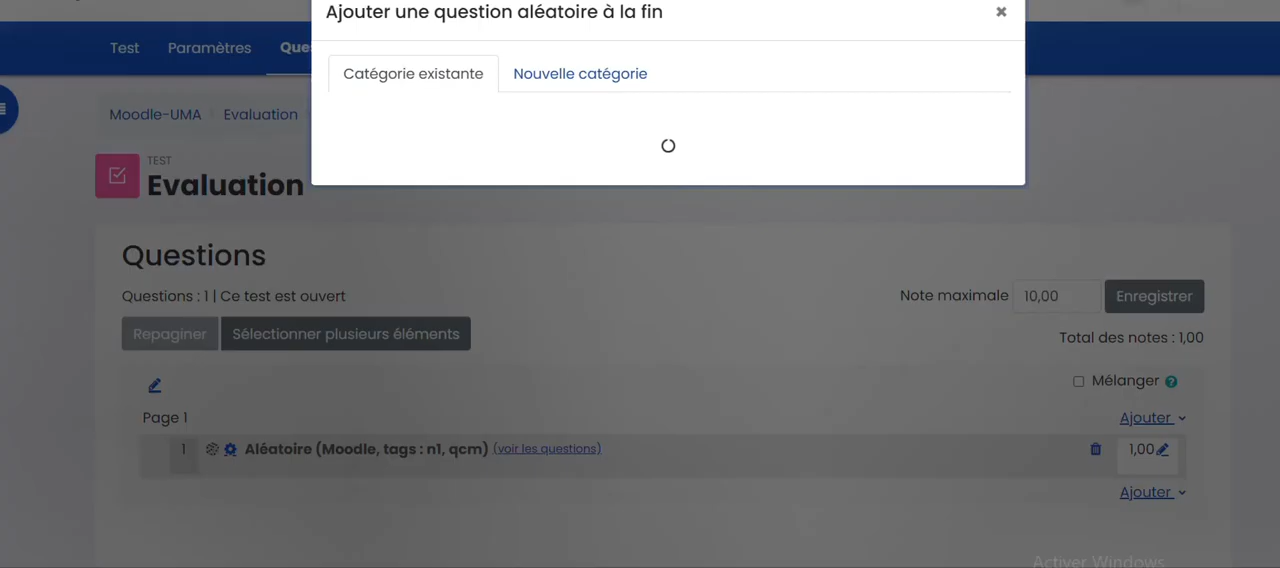 Ajouter une question aléatoire à la fin ×
Test Paramètres Ques
Catégorie existante Nouvelle catégorie
Moodle-UMA Evaluation
TEST
Evaluation
Questions
Questions : 1 | Ce test est ouvert
Note maximale 10,00 Enregistrer
Repaginer Sélectionner plusieurs éléments
Total des notes : 1,00
Mélanger ?
Page 1
Ajouter
1 Aléatoire (Moodle, tags : n1, qcm) (voir les questions) 1,00
Ajouter
Activer Windows